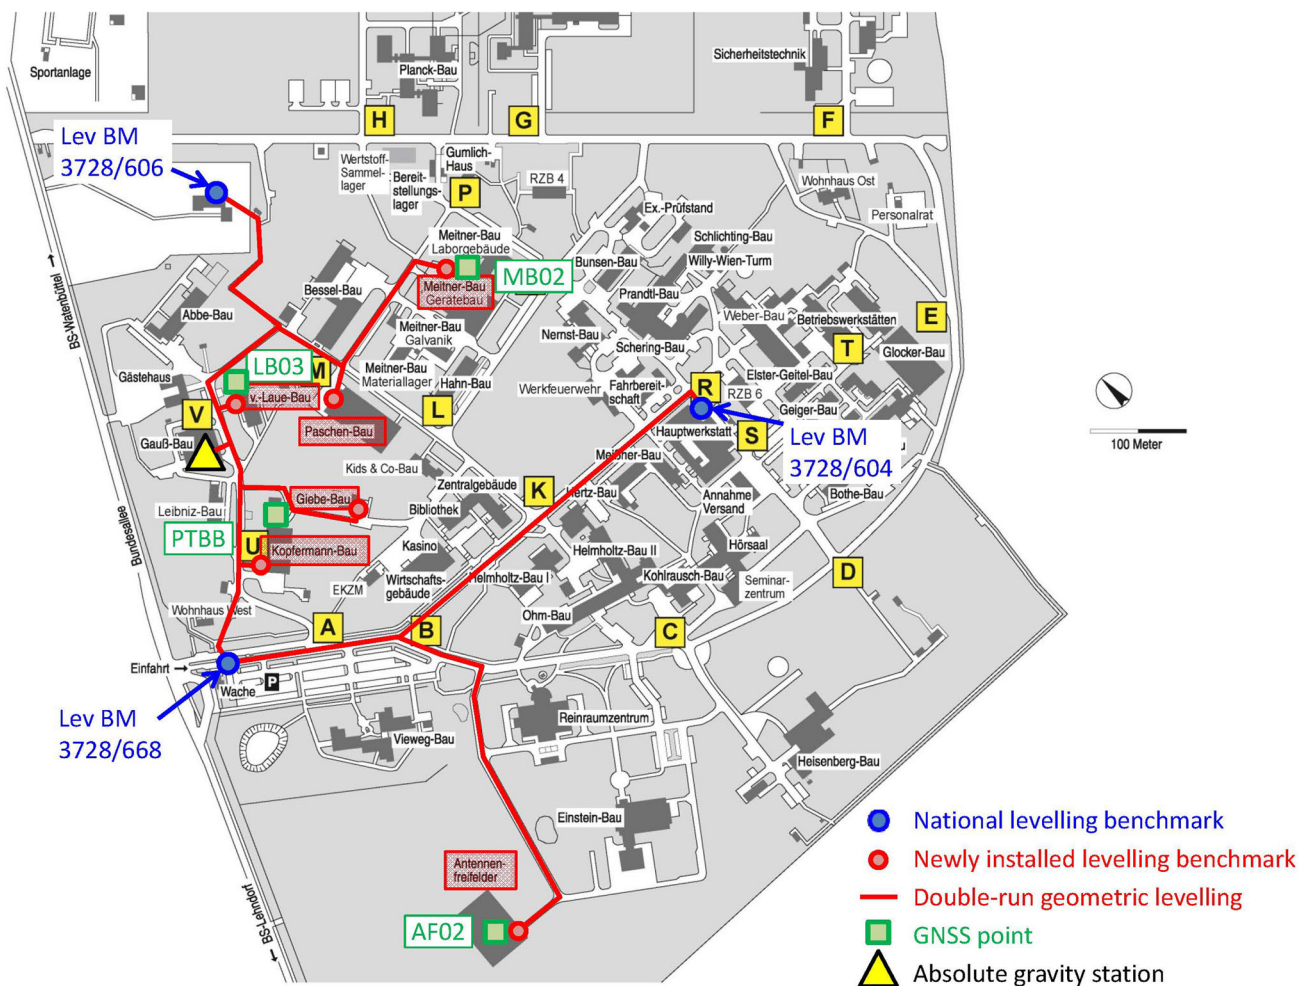 Sportanlage
Planck-Bau
Sicherheitstechnik
H
G
F
Lev BM
3728/606
Wertstoff-
Sammel-
lager
Bereit-
stellungs-
lager
Gumlich-
Haus
RZB 4
P
Wohnhaus Ost
Personalrat
Ex.-Prüfstand
Schlichting-Bau
Willy-Wien-Turm
Meitner-Bau
Laborgebäude
Bunsen-Bau
MB02
Meitner-Bau
Gerätebau
Prandtl-Bau
Bessel-Bau
Abbe-Bau
BS-Watenbüttel
Weber-Bau
Betriebswerkstätten
E
Meitner-Bau
Galvanik
Nernst-Bau
Schering-Bau
T
Glocker-Bau
LB03
M
Meitner-Bau
Materiallager
Hahn-Bau
Gästehaus
Werkfeuerwehr
Fahrbereit-
schaft
R
RZB 6
Elster-Geitel-Bau
v.-Laue-Bau
V
L
Geiger-Bau
Paschen-Bau
Gauß-Bau
Hauptwerkstatt
S
Lev BM
3728/604
100 Meter
Kids & Co-Bau
Meißner-Bau
Zentralgebäude
K
Hertz-Bau
Annahme
Versand
Bothe-Bau
Giebe-Bau
Leibniz-Bau
Bibliothek
PTBB
U
Kopfermann-Bau
Bundesallee
Kasino
Helmholtz-Bau II
Hörsaal
EKZM
Wirtschafts-
gebäude
Helmholtz-Bau I
Kohlrausch-Bau
Seminar-
zentrum
D
Wohnhaus West
Ohm-Bau
A
B
C
Einfahrt
Wache
P
Lev BM
3728/668
Vieweg-Bau
Reinraumzentrum
Heisenberg-Bau
Einstein-Bau
Antennen-
freifelder
AF02
BS-Lehndorf
National levelling benchmark
Newly installed levelling benchmark
Double-run geometric levelling
GNSS point
Absolute gravity station